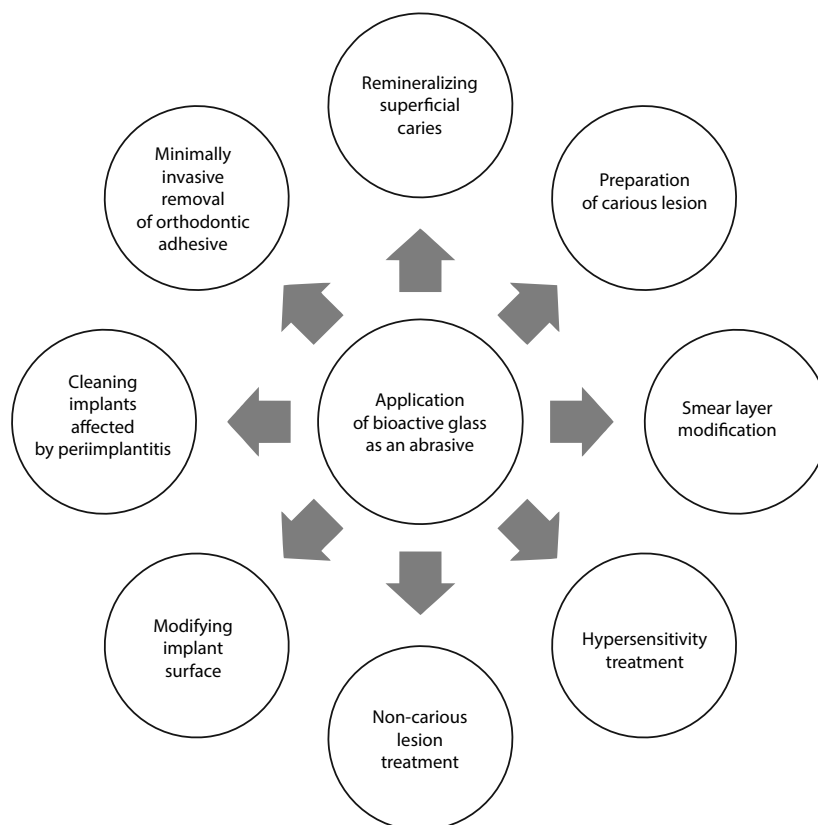 Remineralizing
superficial
caries
Minimally
invasive
removal
of orthodontic
adhesive
Preparation
of carious lesion
Cleaning
implants
affected
by periimplantitis
Application
of bioactive glass
as an abrasive
Smear layer
modification
Modifying
implant
surface
Hypersensitivity
treatment
Non-carious
lesion
treatment